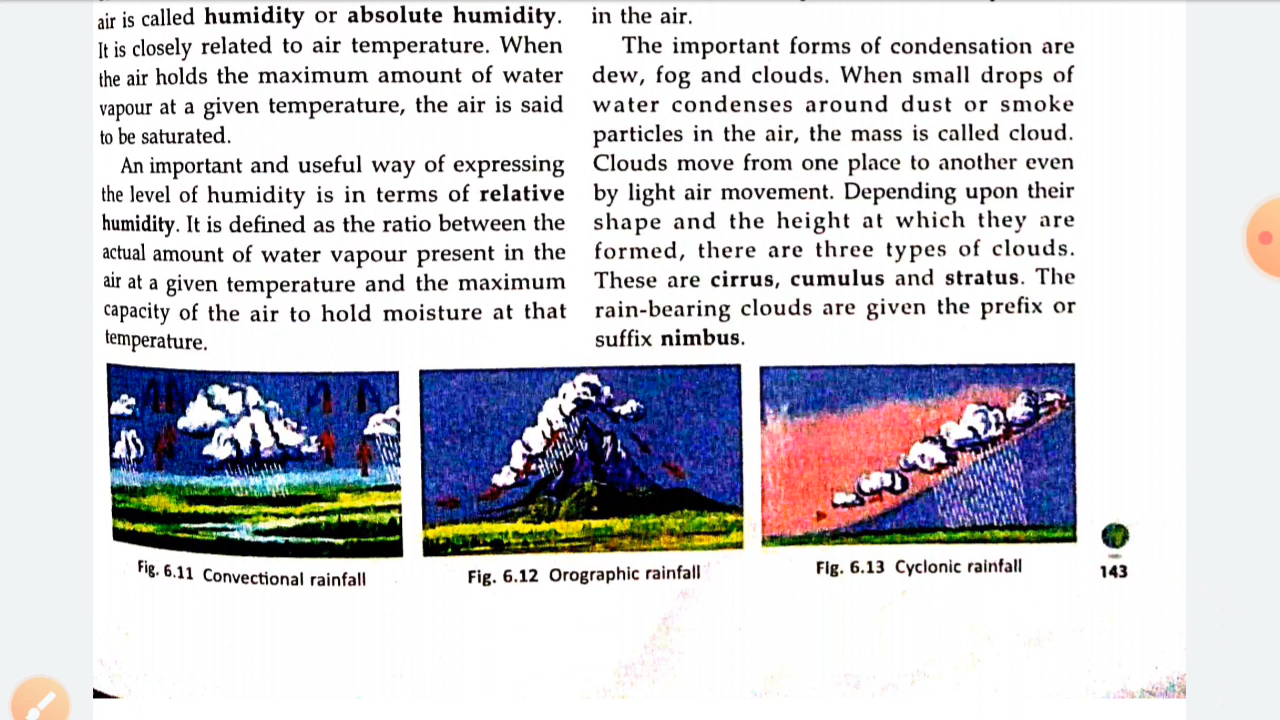 air is called humidity or absolute humidity.
It is closely related to air temperature. When
the air holds the maximum amount of water
vapour at a given temperature, the air is said
to be saturated.
An important and useful way of expressing
the level of humidity is in terms of relative
humidity. It is defined as the ratio between the
actual amount of water vapour present in the
air at a given temperature and the maximum
capacity of the air to hold moisture at that
temperature.
in the air.
The important forms of condensation are
dew, fog and clouds. When small drops of
water condenses around dust or smoke
particles in the air, the mass is called cloud.
Clouds move from one place to another even
by light air movement. Depending upon their
shape and the height at which they are
formed, there are three types of clouds.
These are cirrus, cumulus and stratus. The
rain-bearing clouds are given the prefix or
suffix nimbus.
Fig. 6.11 Convectional rainfall
Fig. 6.12 Orographic rainfall
Fig. 6.13 Cyclonic rainfall
143